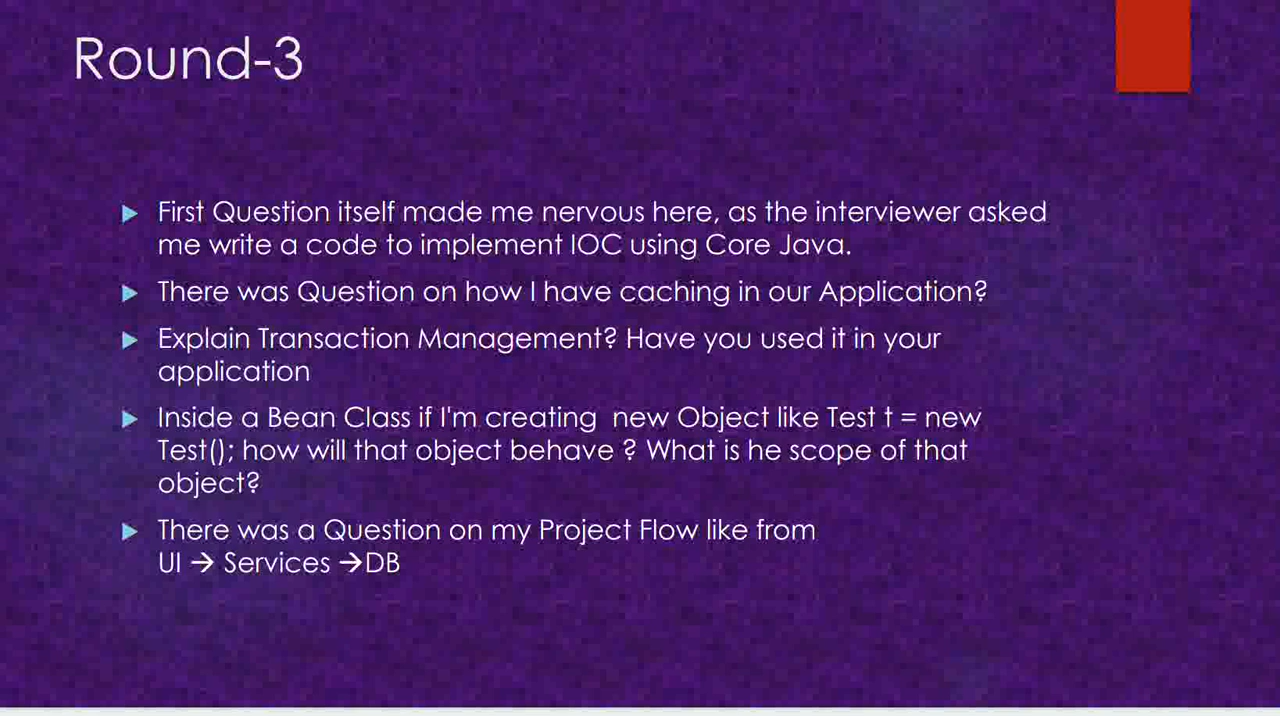 Round-3
First Question itself made me nervous here, as the interviewer asked
me write a code to implement IOC using Core Java.
There was Question on how I have caching in our Application?
Explain Transaction Management? Have you used it in your
application
Inside a Bean Class if I'm creating  new Object like Test t = new
Test(); how will that object behave ? What is he scope of that
object?
There was a Question on my Project Flow like from
UI → Services →DB